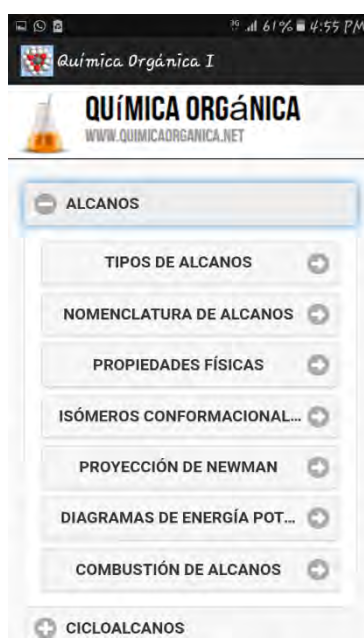 3G 61% 4:55 PM
Química Orgánica I
QUÍMICA ORGáNICA
WWW.QUIMICAORGANICA.NET
ALCANOS
TIPOS DE ALCANOS
NOMENCLATURA DE ALCANOS
PROPIEDADES FÍSICAS
ISÓMEROS CONFORMACIONAL...
PROYECCIÓN DE NEWMAN
DIAGRAMAS DE ENERGÍA POT...
COMBUSTIÓN DE ALCANOS
CICLOALCANOS